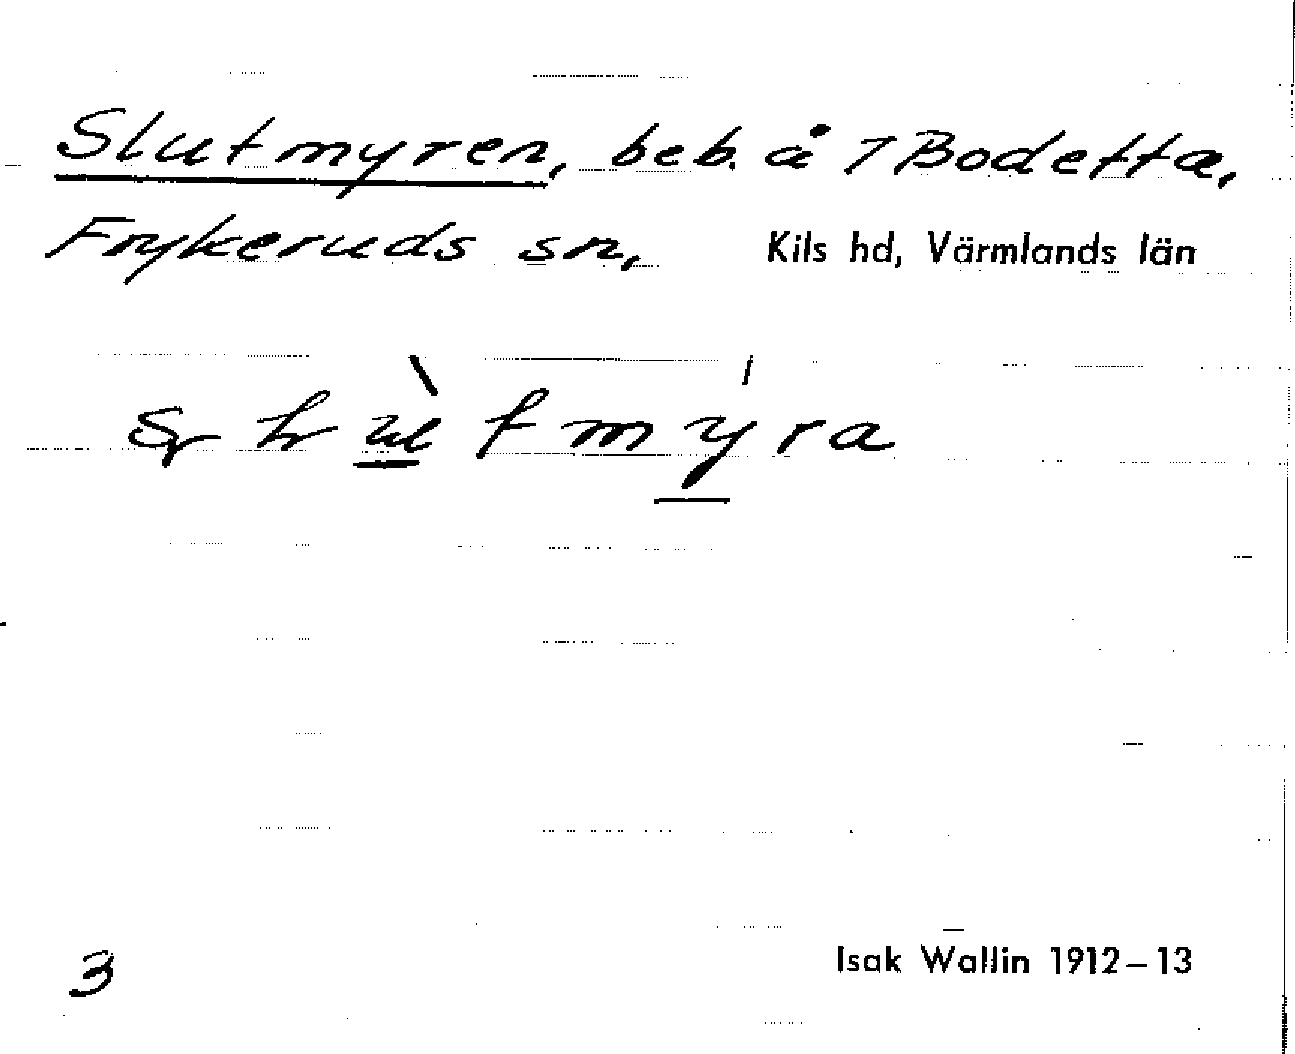 Slutmyren, beb. å 7 Bodetta,
Frykeruds sn, Kils hd, Värmlands län
3
Isak Wallin 1912–13